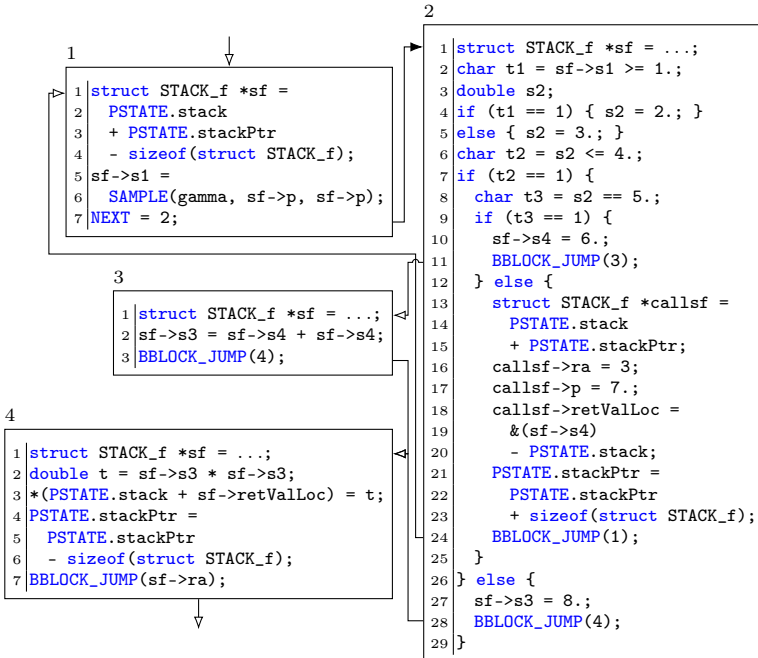 1
1 struct STACK_f *sf =
2   PSTATE.stack
3   + PSTATE.stackPtr
4   - sizeof(struct STACK_f);
5 sf->s1 =
6   SAMPLE(gamma, sf->p, sf->p);
7 NEXT = 2;
2
1 struct STACK_f *sf = ...;
2 char t1 = sf->s1 >= 1.;
3 double s2;
4 if (t1 == 1) { s2 = 2.; }
5 else { s2 = 3.; }
6 char t2 = s2 <= 4.;
7 if (t2 == 1) {
8   char t3 = s2 == 5.;
9   if (t3 == 1) {
10     sf->s4 = 6.;
11     BBLOCK_JUMP(3);
12   } else {
13     struct STACK_f *callsf =
14       PSTATE.stack
15       + PSTATE.stackPtr;
16     callsf->ra = 3;
17     callsf->p = 7.;
18     callsf->retValLoc =
19       &(sf->s4)
20       - PSTATE.stack;
21     PSTATE.stackPtr =
22       PSTATE.stackPtr
23       + sizeof(struct STACK_f);
24     BBLOCK_JUMP(1);
25   }
26 } else {
27   sf->s3 = 8.;
28   BBLOCK_JUMP(4);
29 }
3
1 struct STACK_f *sf = ...;
2 sf->s3 = sf->s4 + sf->s4;
3 BBLOCK_JUMP(4);
4
1 struct STACK_f *sf = ...;
2 double t = sf->s3 * sf->s3;
3 *(PSTATE.stack + sf->retValLoc) = t;
4 PSTATE.stackPtr =
5   PSTATE.stackPtr
6   - sizeof(struct STACK_f);
7 BBLOCK_JUMP(sf->ra);